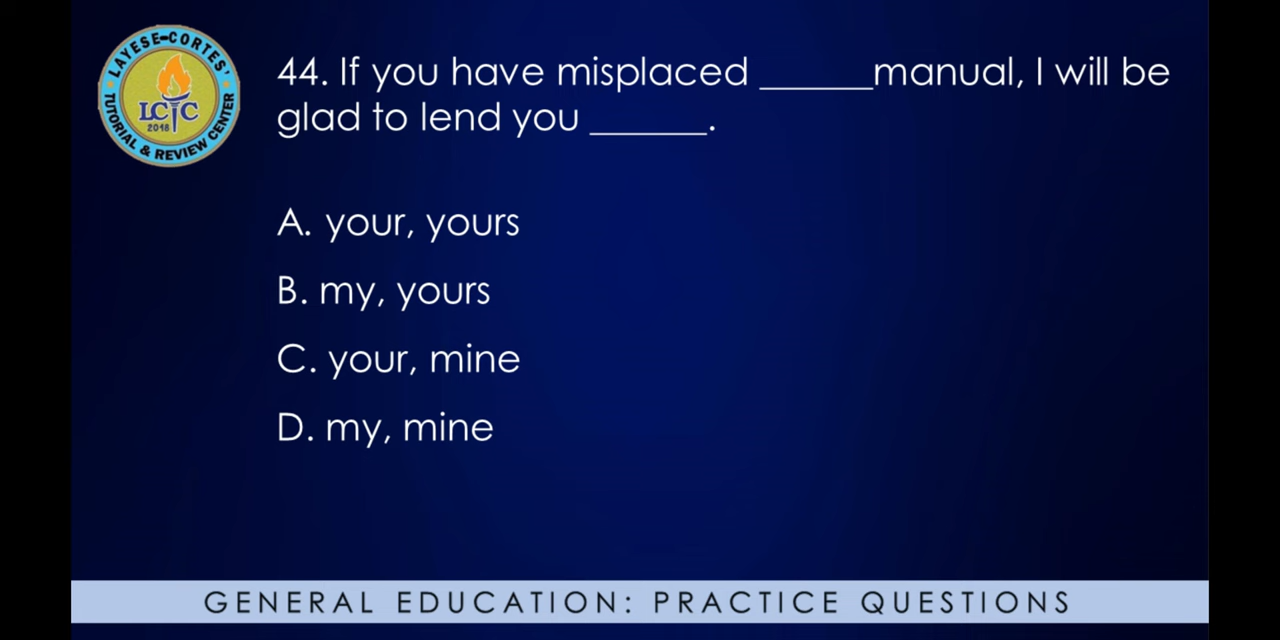 LAYESE-CORTES'
LCTC
2018
TUTORIAL & REVIEW CENTER
44. If you have misplaced ______manual, I will be
glad to lend you ______.
A. your, yours
B. my, yours
C. your, mine
D. my, mine
GENERAL EDUCATION: PRACTICE QUESTIONS